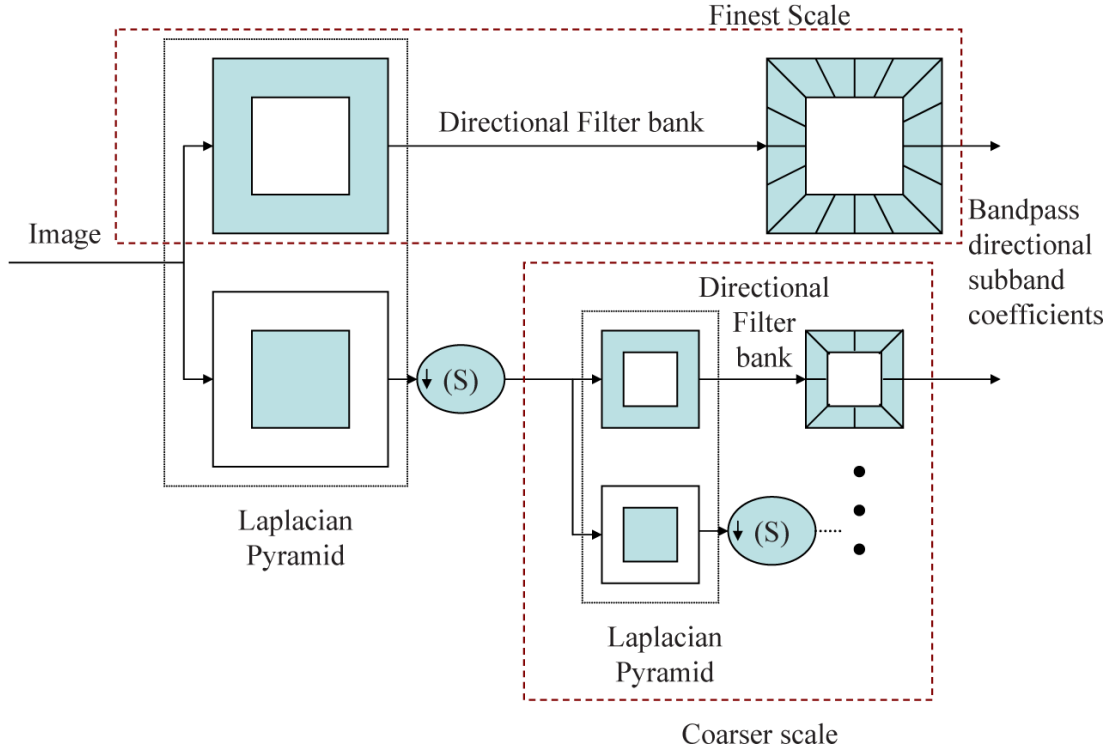 Finest Scale
Directional Filter bank
Image
Bandpass
directional
subband
coefficients
Directional
Filter
bank
↓ (S)
Laplacian
Pyramid
↓ (S)
Laplacian
Pyramid
Coarser scale